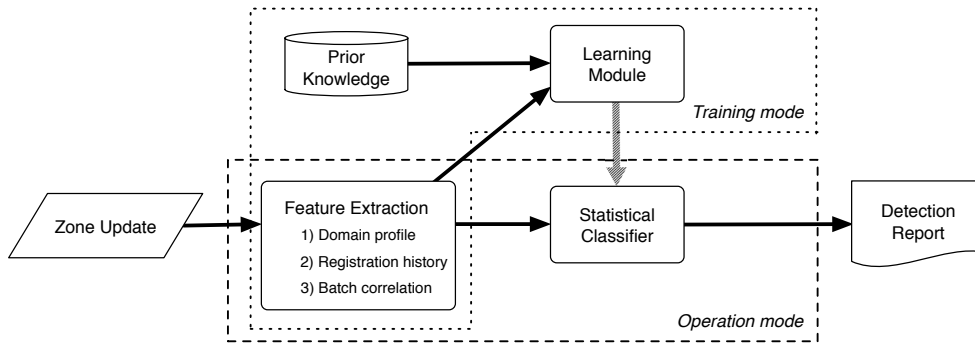 Prior
Knowledge
Learning
Module
Training mode
Zone Update
Feature Extraction
1) Domain profile
2) Registration history
3) Batch correlation
Statistical
Classifier
Detection
Report
Operation mode